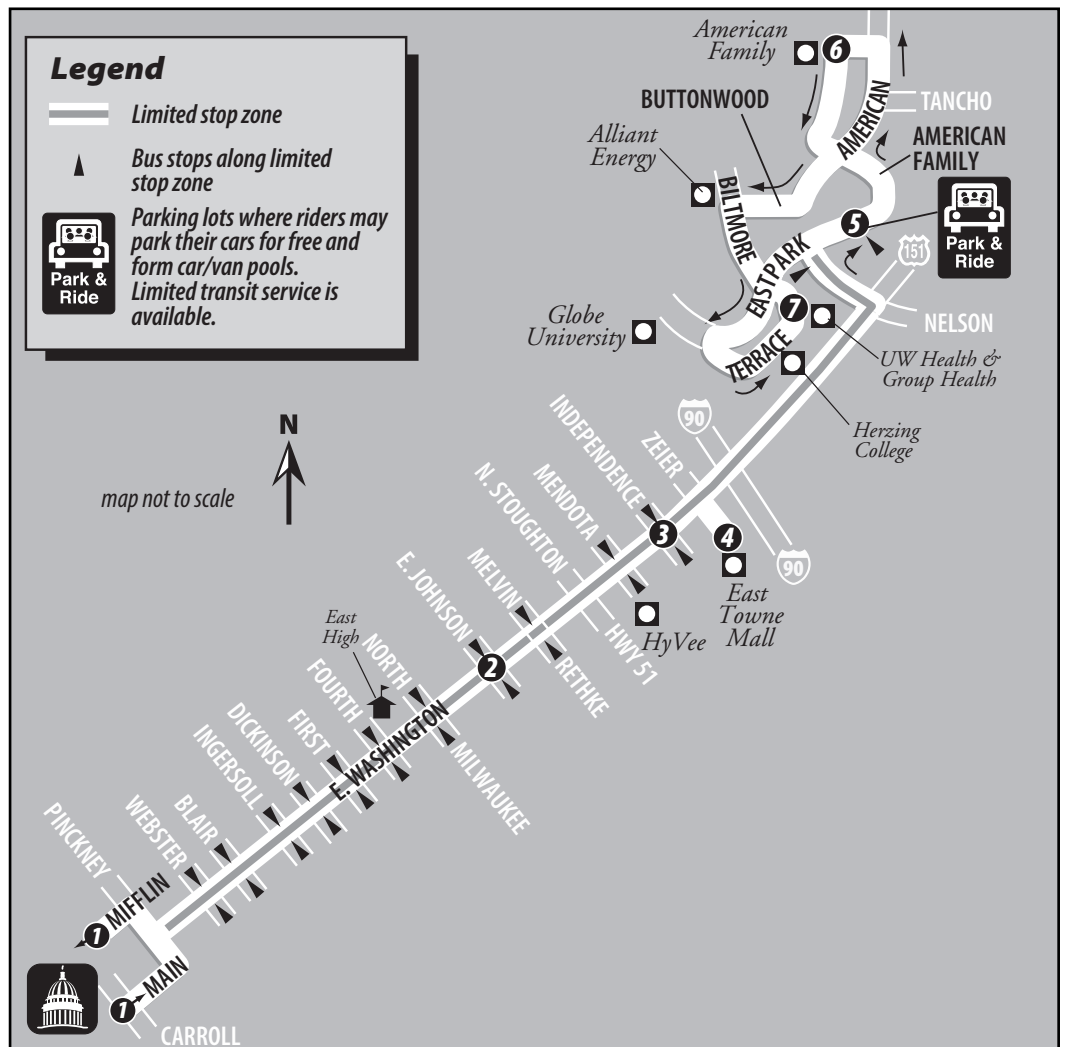 Legend
Limited stop zone
Bus stops along limited
stop zone
Park &
Ride
Parking lots where riders may
park their cars for free and
form car/van pools.
Limited transit service is
available.
American
Family
6
BUTTONWOOD
AMERICAN
TANCHO
Alliant
Energy
AMERICAN
FAMILY
BILTMORE
5
Park &
Ride
151
EASTPARK
7
NELSON
Globe
University
TERRACE
UW Health &
Group Health
Herzing
College
N
map not to scale
90
ZEIER
INDEPENDENCE
MENDOTA
N. STOUGHTON
MELVIN
E. JOHNSON
3
4
90
East
Towne
Mall
HyVee
HWY 51
RETHKE
2
East
High
NORTH
FOURTH
FIRST
DICKINSON
INGERSOLL
BLAIR
WEBSTER
PINCKNEY
E. WASHINGTON
MILWAUKEE
1
MIFFLIN
1
MAIN
CARROLL